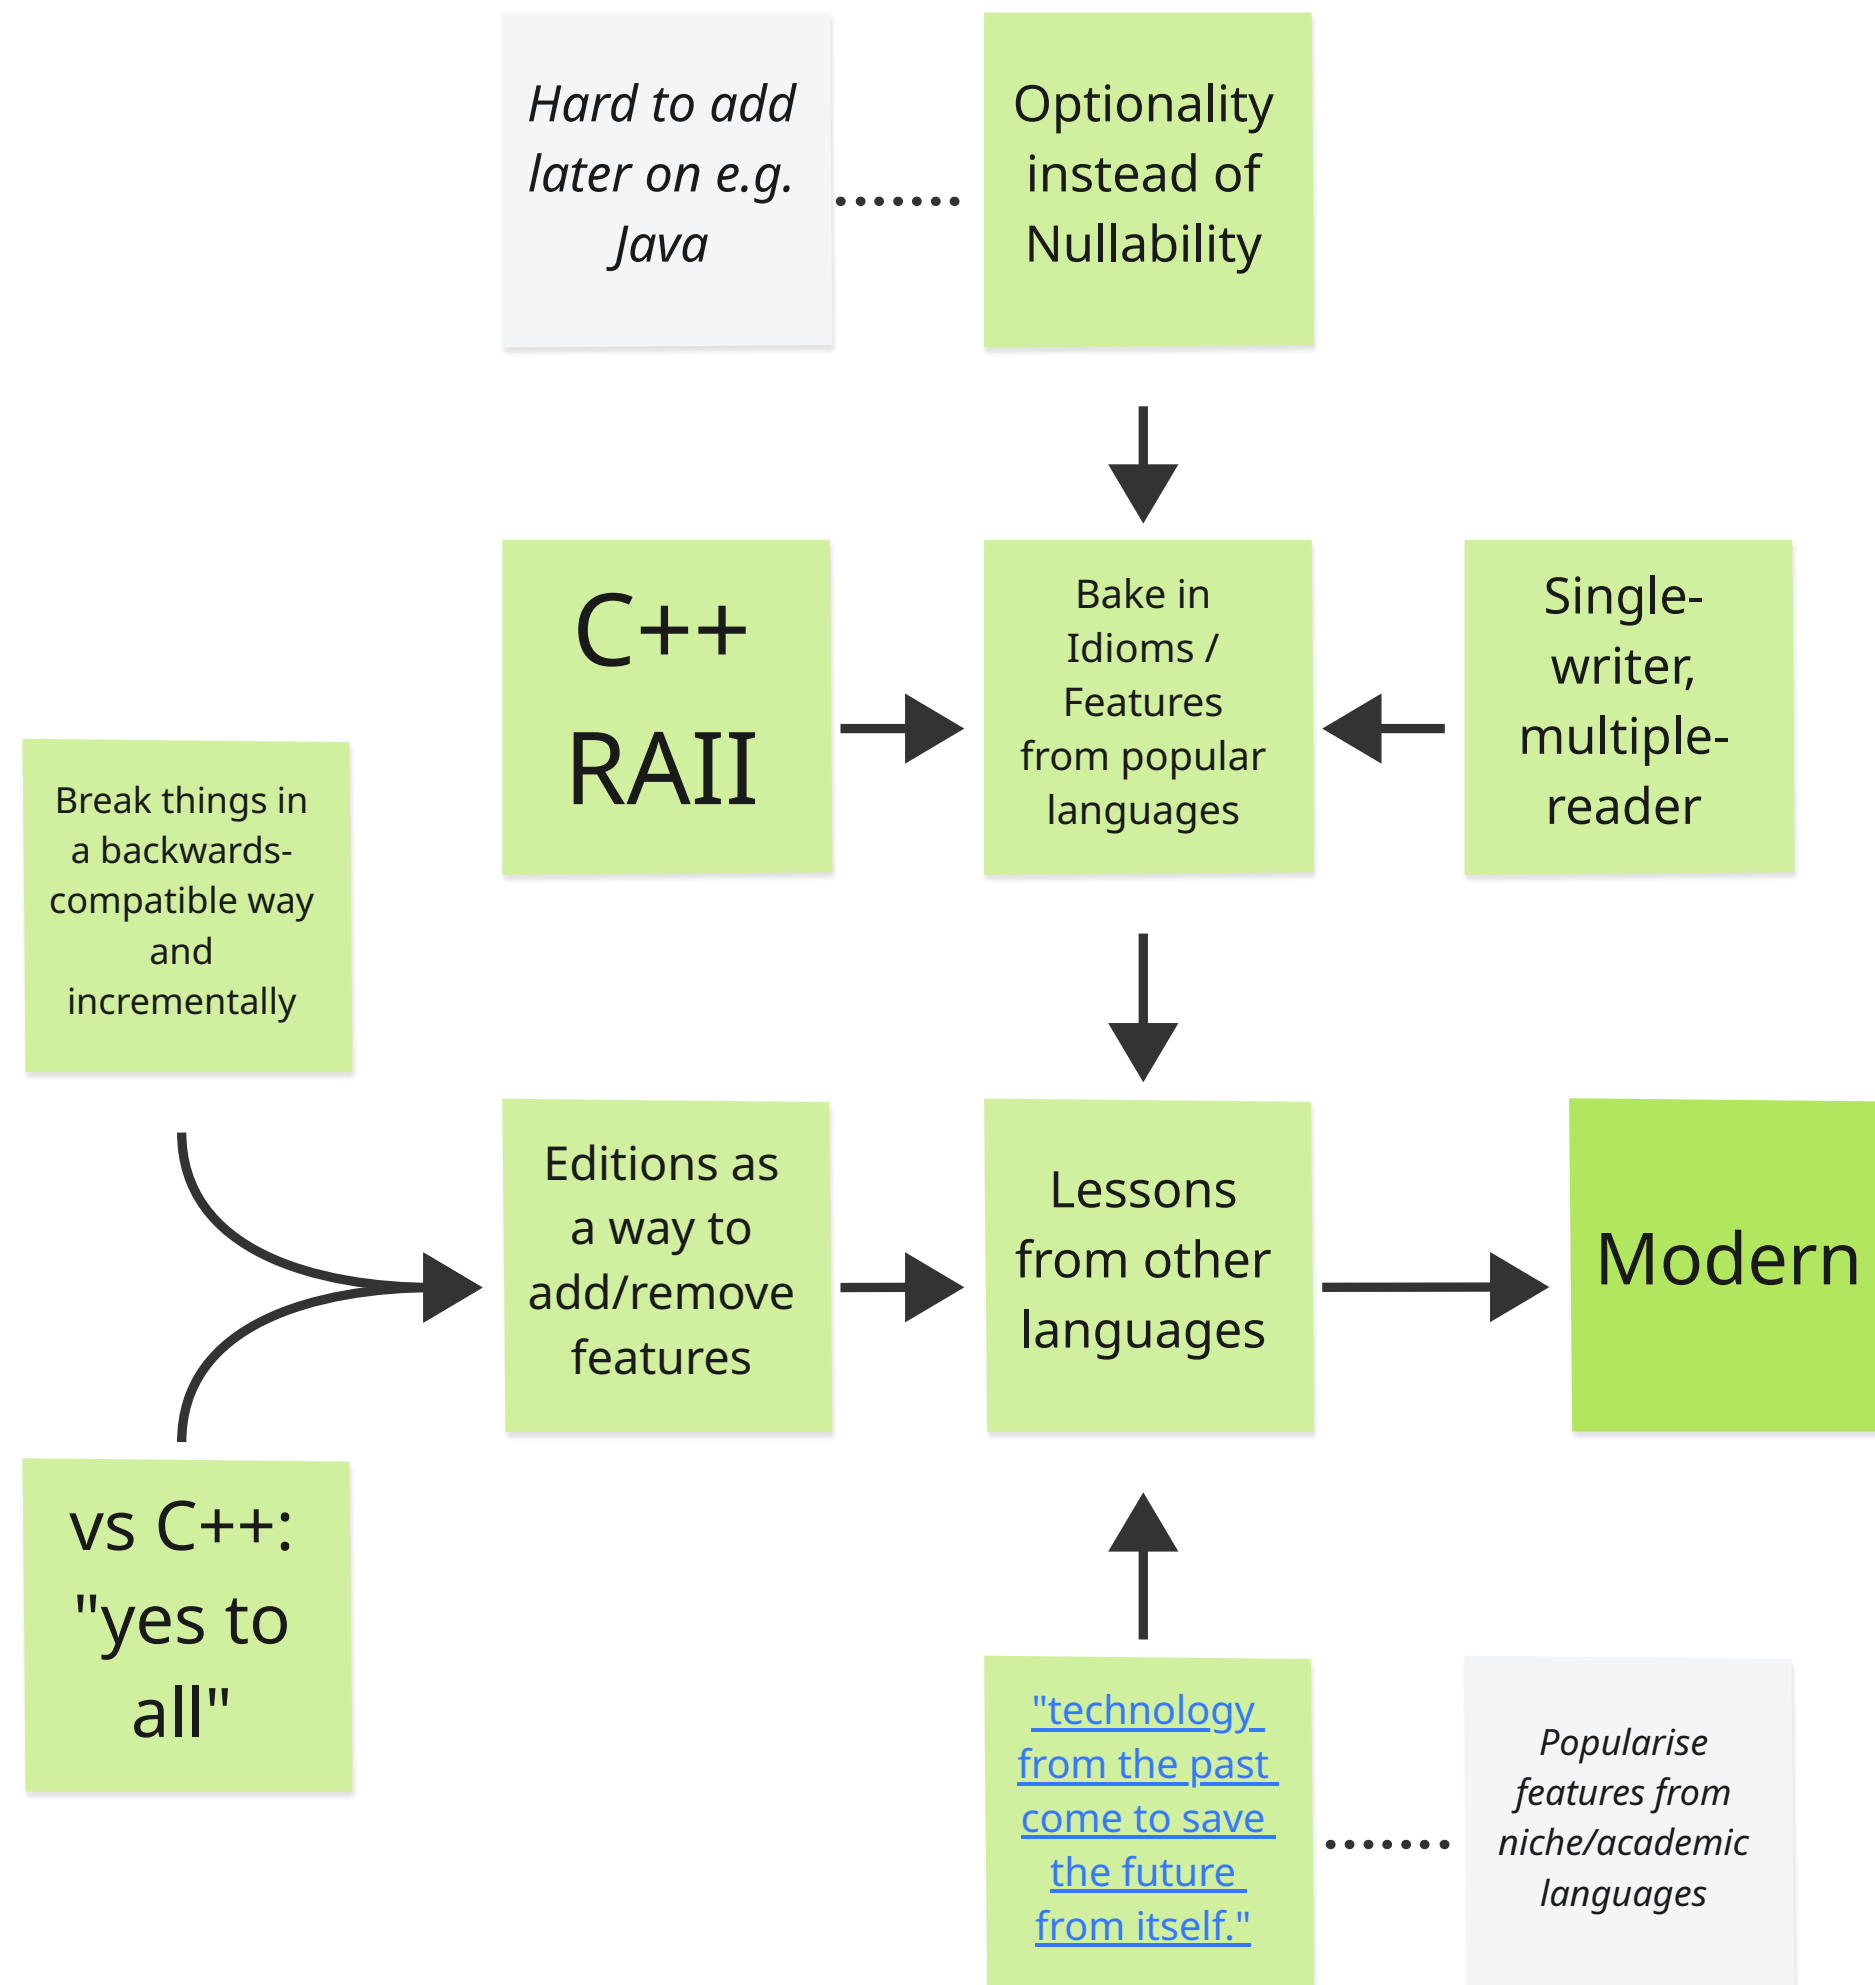 Hard to add
later on e.g.
Java
Optionality
instead of
Nullability
C++
RAII
Bake in
Idioms /
Features
from popular
languages
Single-
writer,
multiple-
reader
Break things in
a backwards-
compatible way
and
incrementally
Editions as
a way to
add/remove
features
Lessons
from other
languages
Modern
vs C++:
"yes to
all"
"technology
from the past
come to save
the future
from itself."
Popularise
features from
niche/academic
languages